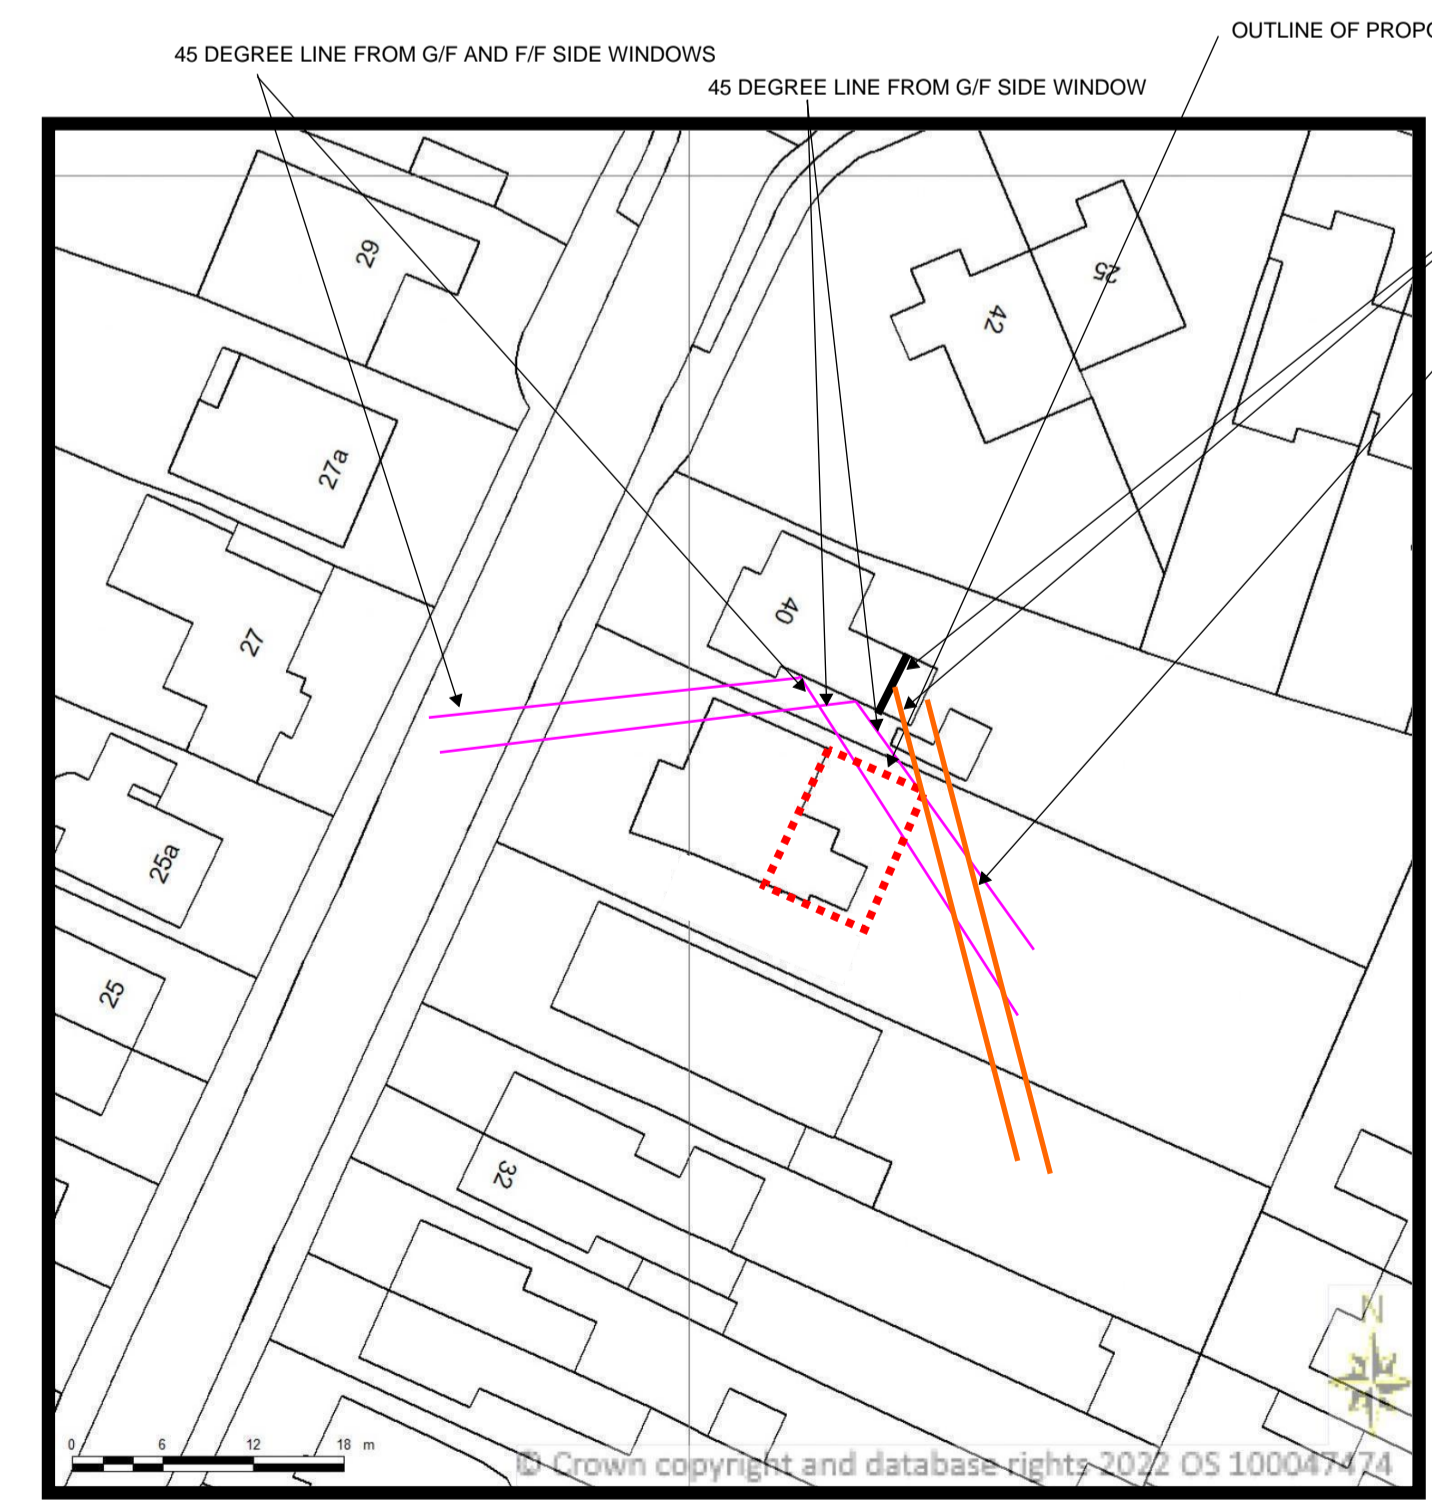 OUTLINE OF PROPO
45 DEGREE LINE FROM G/F AND F/F SIDE WINDOWS
45 DEGREE LINE FROM G/F SIDE WINDOW
29
25
42
27a
40
27
25a
25
32
N
0 6 12 18 m
© Crown copyright and database rights 2022 OS 100047474